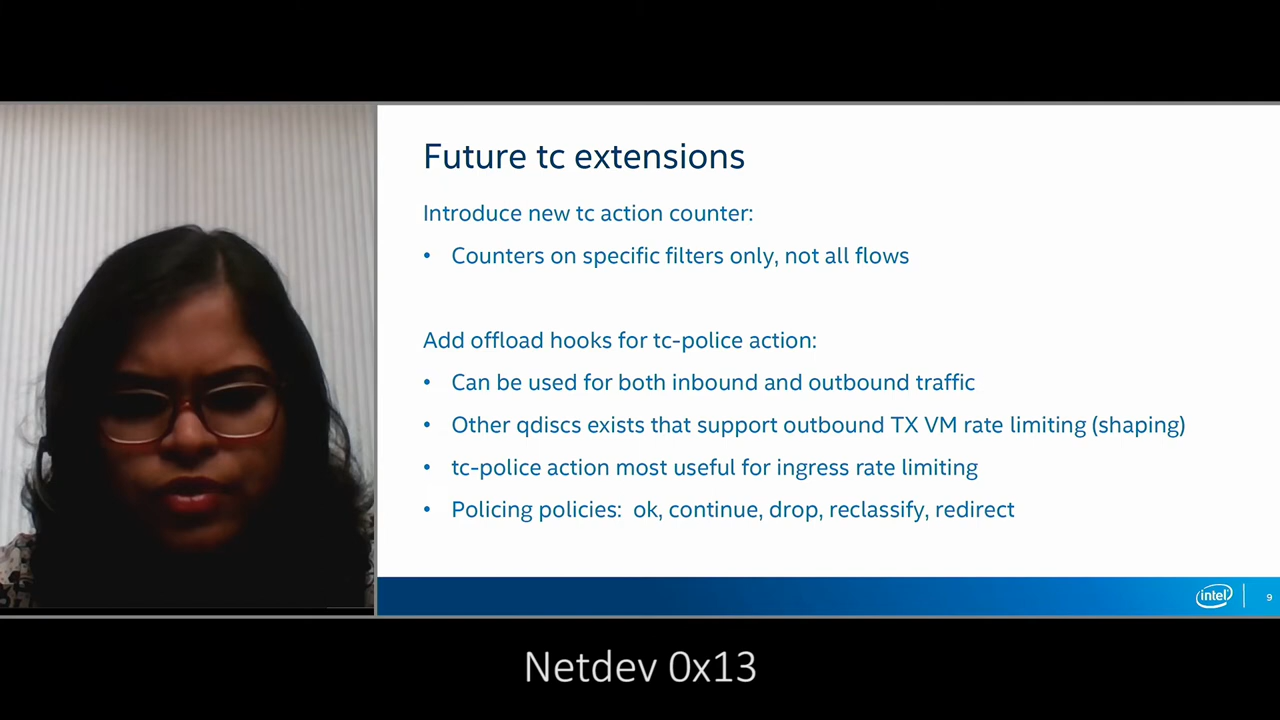 Future tc extensions
Introduce new tc action counter:
• Counters on specific filters only, not all flows
Add offload hooks for tc-police action:
• Can be used for both inbound and outbound traffic
• Other qdiscs exists that support outbound TX VM rate limiting (shaping)
• tc-police action most useful for ingress rate limiting
• Policing policies: ok, continue, drop, reclassify, redirect
intel
9
Netdev 0x13